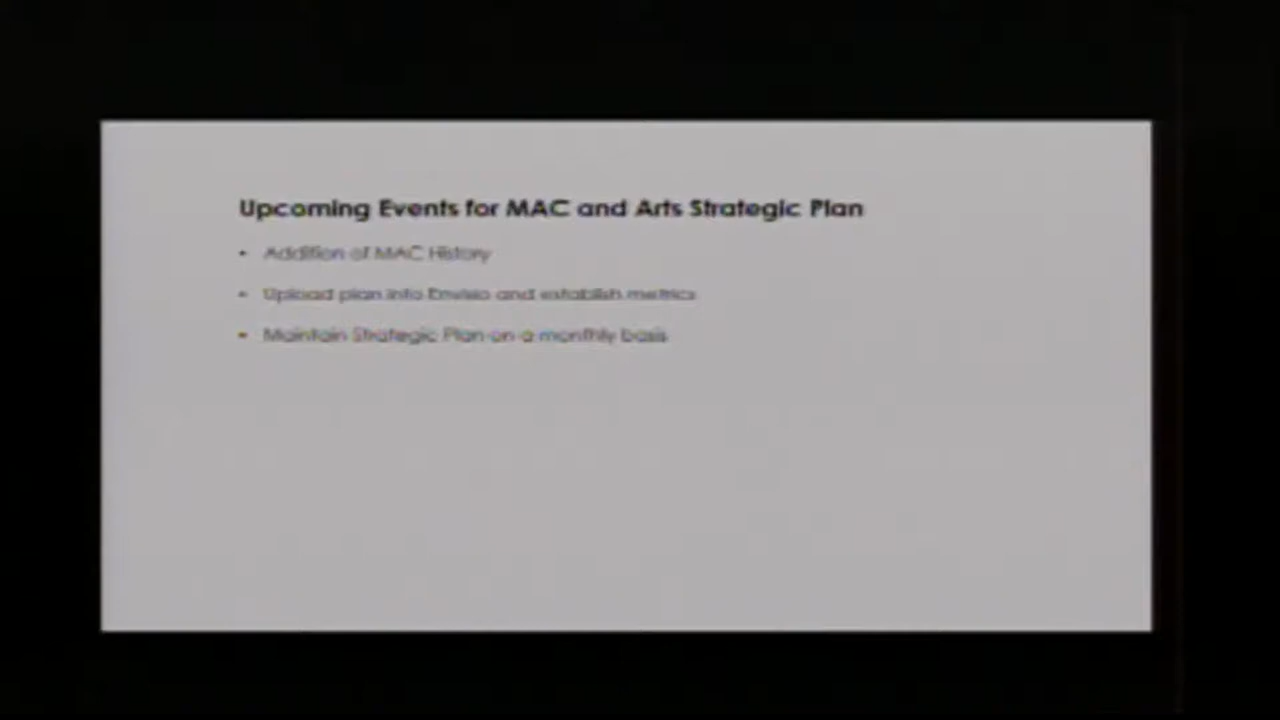 Upcoming Events for MAC and Arts Strategic Plan
• Addition of MAC History
• Upload plan into Envisio and establish metrics
• Maintain Strategic Plan on a monthly basis